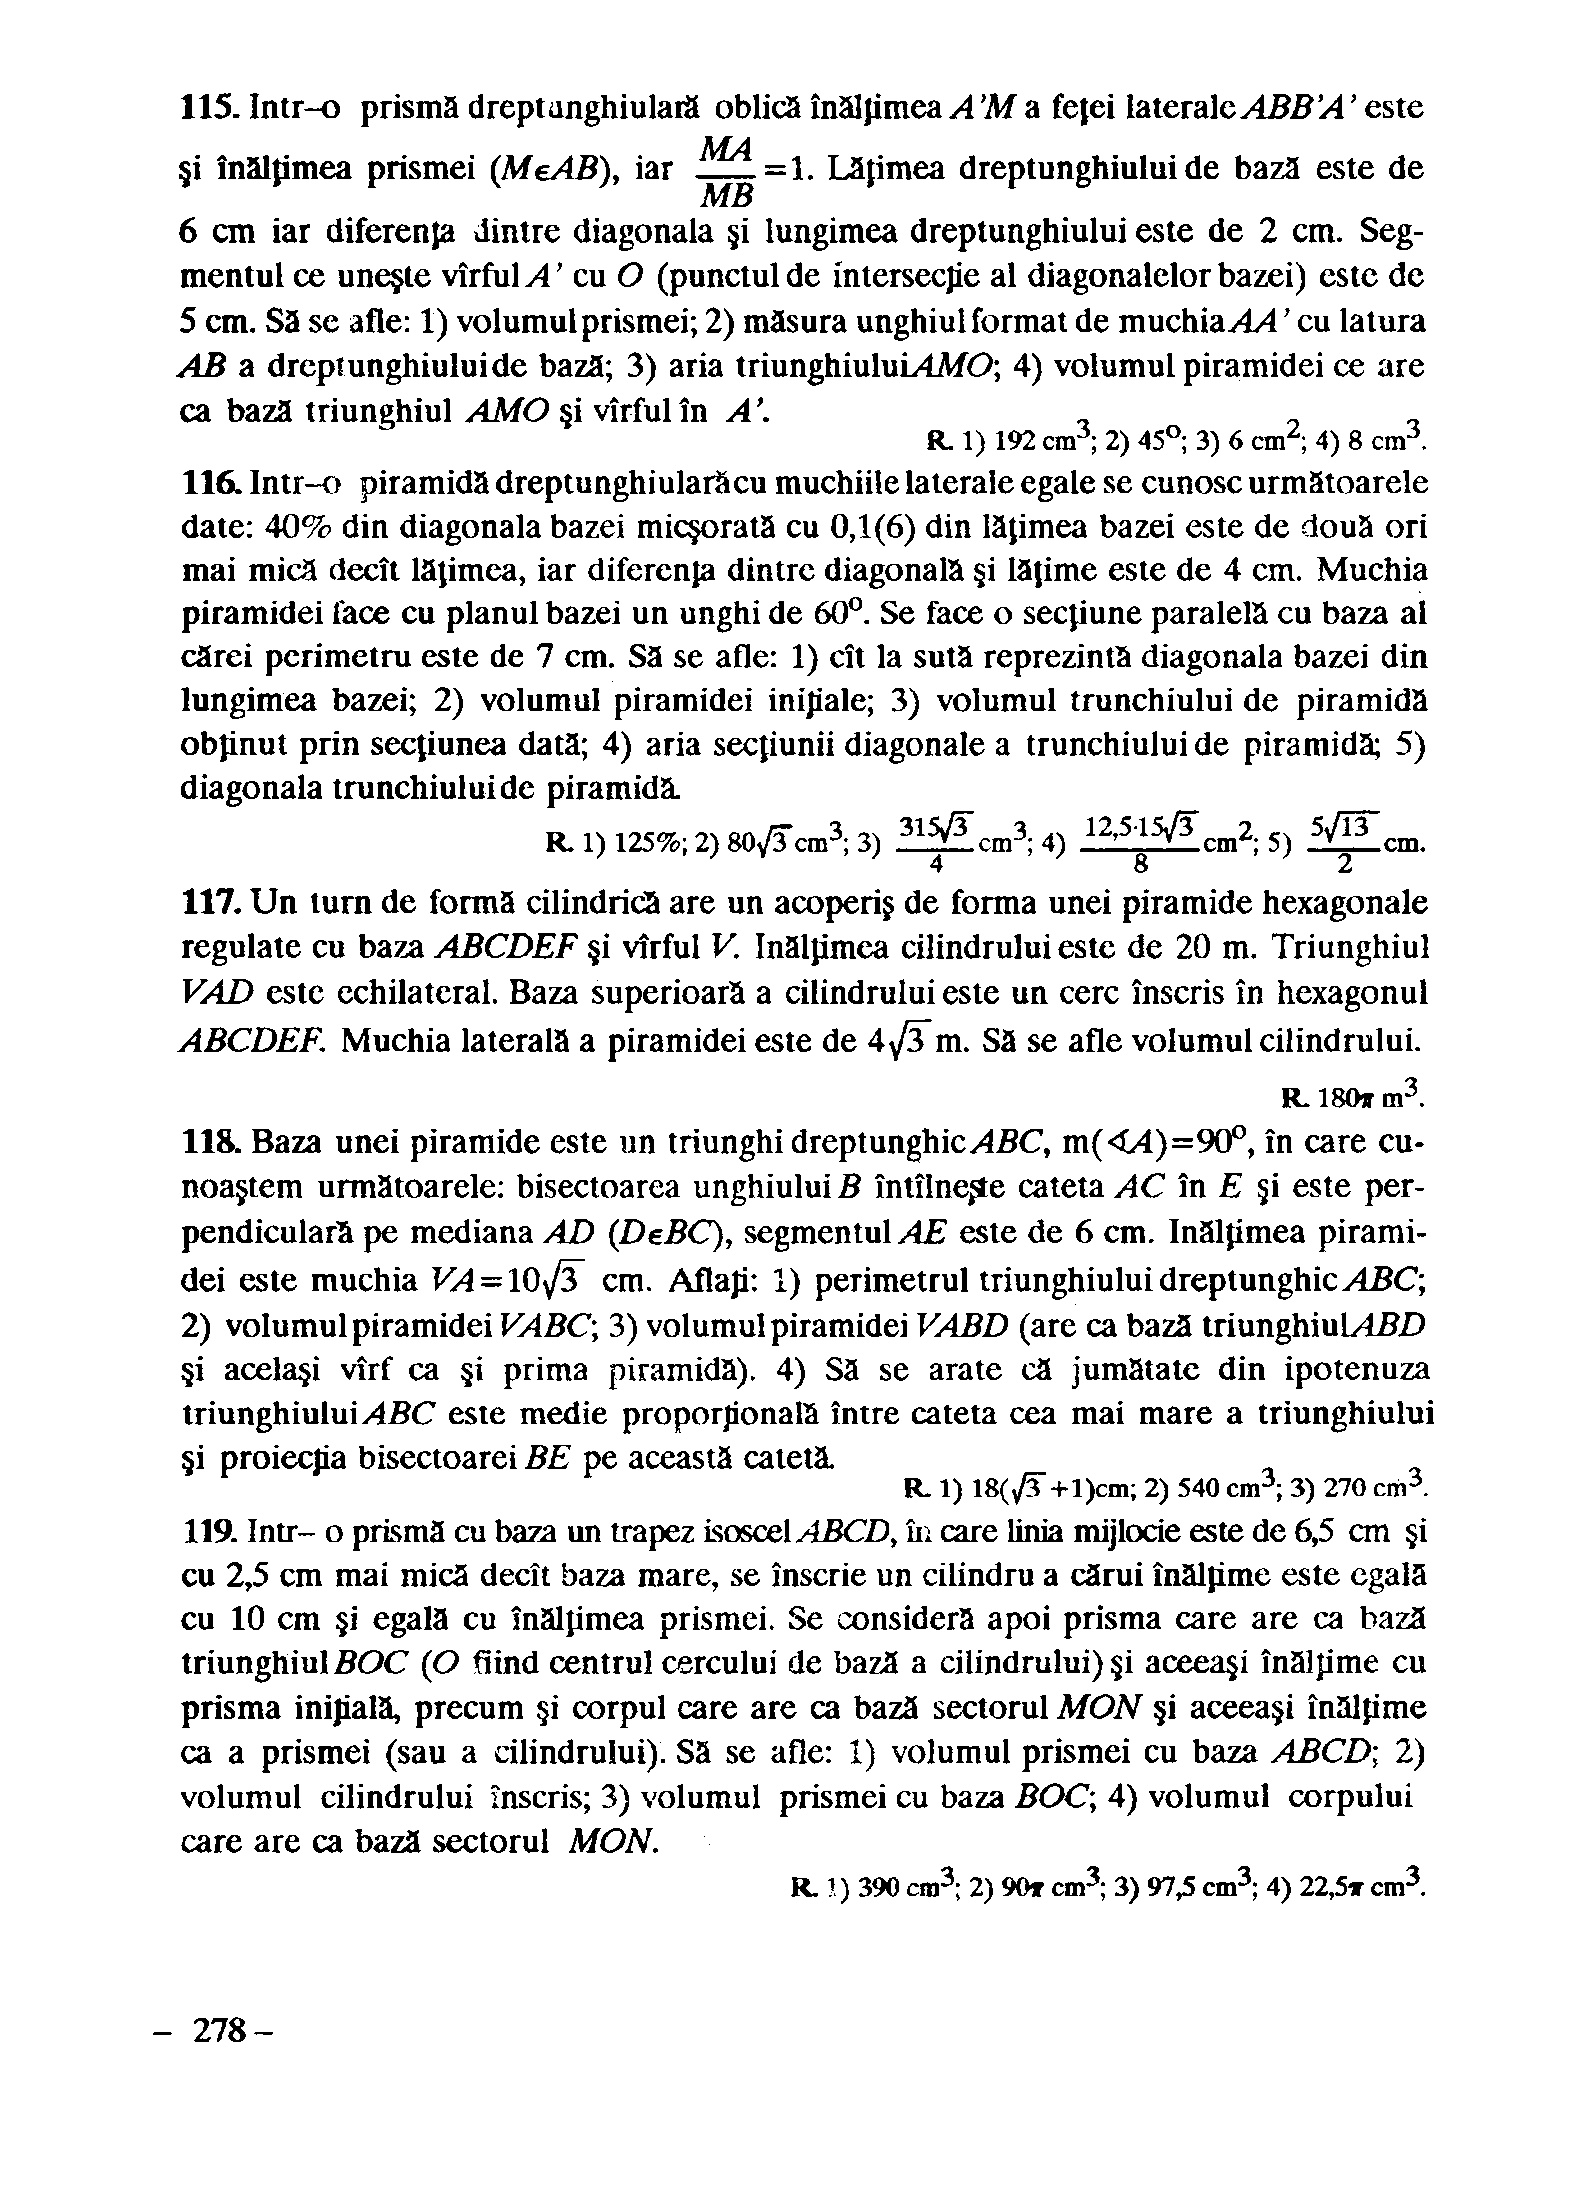 115. Intr-o prismă dreptunghiulară oblică înălţimea A'M a feţei laterale ABB'A' este
şi înălţimea prismei (M∈AB), iar MA/MB =1. Lăţimea dreptunghiului de bază este de
6 cm iar diferenţa dintre diagonala şi lungimea dreptunghiului este de 2 cm. Seg-
mentul ce uneşte vîrful A' cu O (punctul de intersecţie al diagonalelor bazei) este de
5 cm. Să se afle: 1) volumul prismei; 2) măsura unghiul format de muchia AA' cu latura
AB a dreptunghiului de bază; 3) aria triunghiului AMO; 4) volumul piramidei ce are
ca bază triunghiul AMO şi vîrful în A'.
R. 1) 192 cm³; 2) 45°; 3) 6 cm²; 4) 8 cm³.
116. Intr-o piramidă dreptunghiulară cu muchiile laterale egale se cunosc următoarele
date: 40% din diagonala bazei micşorată cu 0,1(6) din lăţimea bazei este de două ori
mai mică decît lăţimea, iar diferenţa dintre diagonală şi lăţime este de 4 cm. Muchia
piramidei face cu planul bazei un unghi de 60°. Se face o secţiune paralelă cu baza al
cărei perimetru este de 7 cm. Să se afle: 1) cît la sută reprezintă diagonala bazei din
lungimea bazei; 2) volumul piramidei iniţiale; 3) volumul trunchiului de piramidă
obţinut prin secţiunea dată; 4) aria secţiunii diagonale a trunchiului de piramidă; 5)
diagonala trunchiului de piramidă.
R. 1) 125%; 2) 80√3 cm³; 3) 315√3/4 cm³; 4) 12,5·15√3/8 cm²; 5) 5√13/2 cm.
117. Un turn de formă cilindrică are un acoperiş de forma unei piramide hexagonale
regulate cu baza ABCDEF şi vîrful V. Inălţimea cilindrului este de 20 m. Triunghiul
VAD este echilateral. Baza superioară a cilindrului este un cerc înscris în hexagonul
ABCDEF. Muchia laterală a piramidei este de 4√3 m. Să se afle volumul cilindrului.
R. 180π m³.
118. Baza unei piramide este un triunghi dreptunghic ABC, m(∢A)=90°, în care cu-
noaştem următoarele: bisectoarea unghiului B întîlneşte cateta AC în E şi este per-
pendiculară pe mediana AD (D∈BC), segmentul AE este de 6 cm. Inălţimea pirami-
dei este muchia VA=10√3 cm. Aflaţi: 1) perimetrul triunghiului dreptunghic ABC;
2) volumul piramidei VABC; 3) volumul piramidei VABD (are ca bază triunghiul ABD
şi acelaşi vîrf ca şi prima piramidă). 4) Să se arate că jumătate din ipotenuza
triunghiului ABC este medie proporţională între cateta cea mai mare a triunghiului
şi proiecţia bisectoarei BE pe această catetă.
R. 1) 18(√3+1)cm; 2) 540 cm³; 3) 270 cm³.
119. Intr- o prismă cu baza un trapez isoscel ABCD, în care linia mijlocie este de 6,5 cm şi
cu 2,5 cm mai mică decît baza mare, se înscrie un cilindru a cărui înălţime este egală
cu 10 cm şi egală cu înălţimea prismei. Se consideră apoi prisma care are ca bază
triunghiul BOC (O fiind centrul cercului de bază a cilindrului) şi aceeaşi înălţime cu
prisma iniţială, precum şi corpul care are ca bază sectorul MON şi aceeaşi înălţime
ca a prismei (sau a cilindrului). Să se afle: 1) volumul prismei cu baza ABCD; 2)
volumul cilindrului înscris; 3) volumul prismei cu baza BOC; 4) volumul corpului
care are ca bază sectorul MON.
R. 1) 390 cm³; 2) 90π cm³; 3) 97,5 cm³; 4) 22,5π cm³.
- 278 -